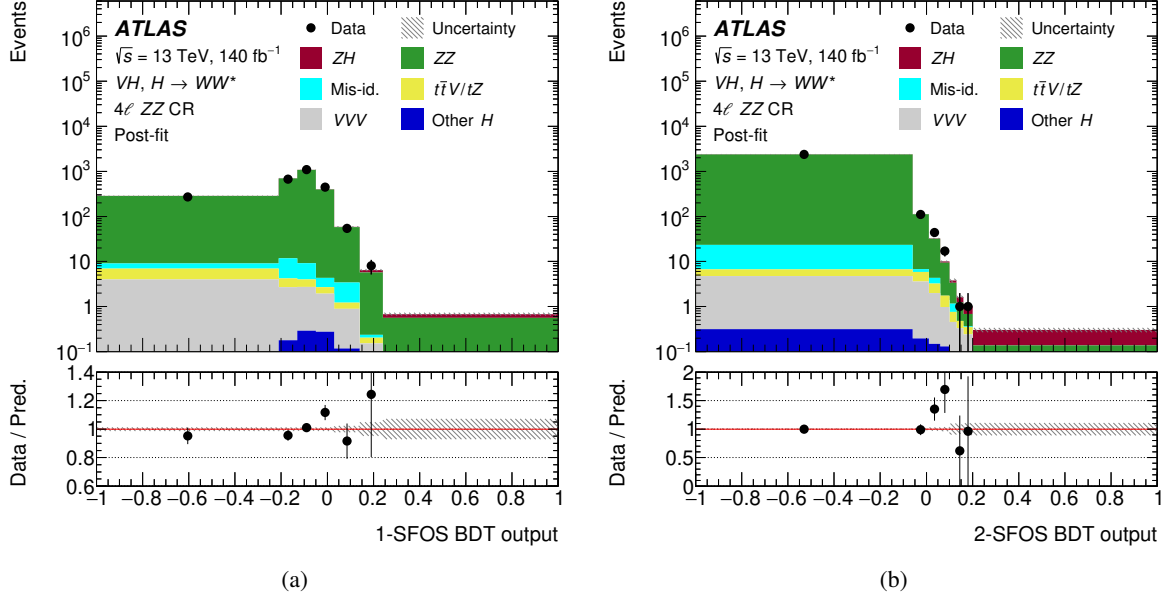 Events
ATLAS
√s = 13 TeV, 140 fb⁻¹
VH, H → WW*
4ℓ ZZ CR
Post-fit
Data
Uncertainty
ZH
ZZ
Mis-id.
tt̄V/tZ
VVV
Other H
10⁶
10⁵
10⁴
10³
10²
10
1
10⁻¹
Data / Pred.
1.4
1.2
1
0.8
0.6
−1 −0.8 −0.6 −0.4 −0.2 0 0.2 0.4 0.6 0.8 1
1-SFOS BDT output
(a)
Events
ATLAS
√s = 13 TeV, 140 fb⁻¹
VH, H → WW*
4ℓ ZZ CR
Post-fit
Data
Uncertainty
ZH
ZZ
Mis-id.
tt̄V/tZ
VVV
Other H
10⁶
10⁵
10⁴
10³
10²
10
1
10⁻¹
Data / Pred.
2
1.5
1
0.5
0
−1 −0.8 −0.6 −0.4 −0.2 0 0.2 0.4 0.6 0.8 1
2-SFOS BDT output
(b)